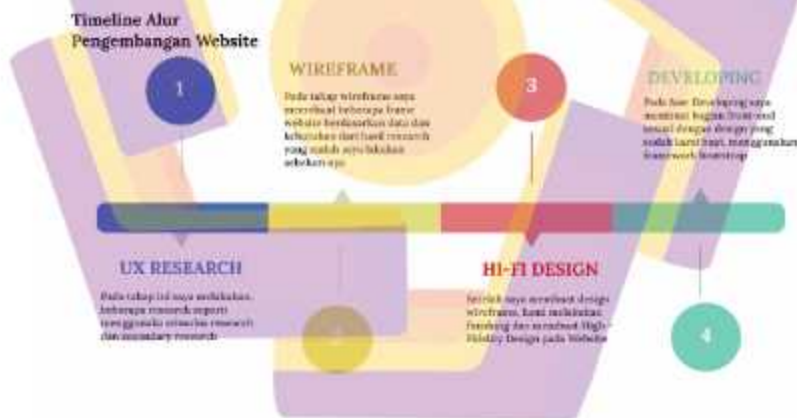 Timeline Alur
Pengembangan Website
1
WIREFRAME
Pada tahap wireframe saya
membuat beberapa frame
website berdasarkan data dan
kebutuhan dari hasil research
yang sudah saya lakukan
sebelum nya
3
DEVELOPING
Pada fase Developing saya
membuat bagian front-end
sesuai dengan design yang
sudah kami buat, menggunakan
framework bootstrap
UX RESEARCH
Pada tahap ini saya melakukan,
beberapa research seperti
menggunakan research
dan secondary research
2
HI-FI DESIGN
Setelah saya membuat design
wireframe, kami melakukan
finishing dan membuat High-
Fidelity Design pada Website
4